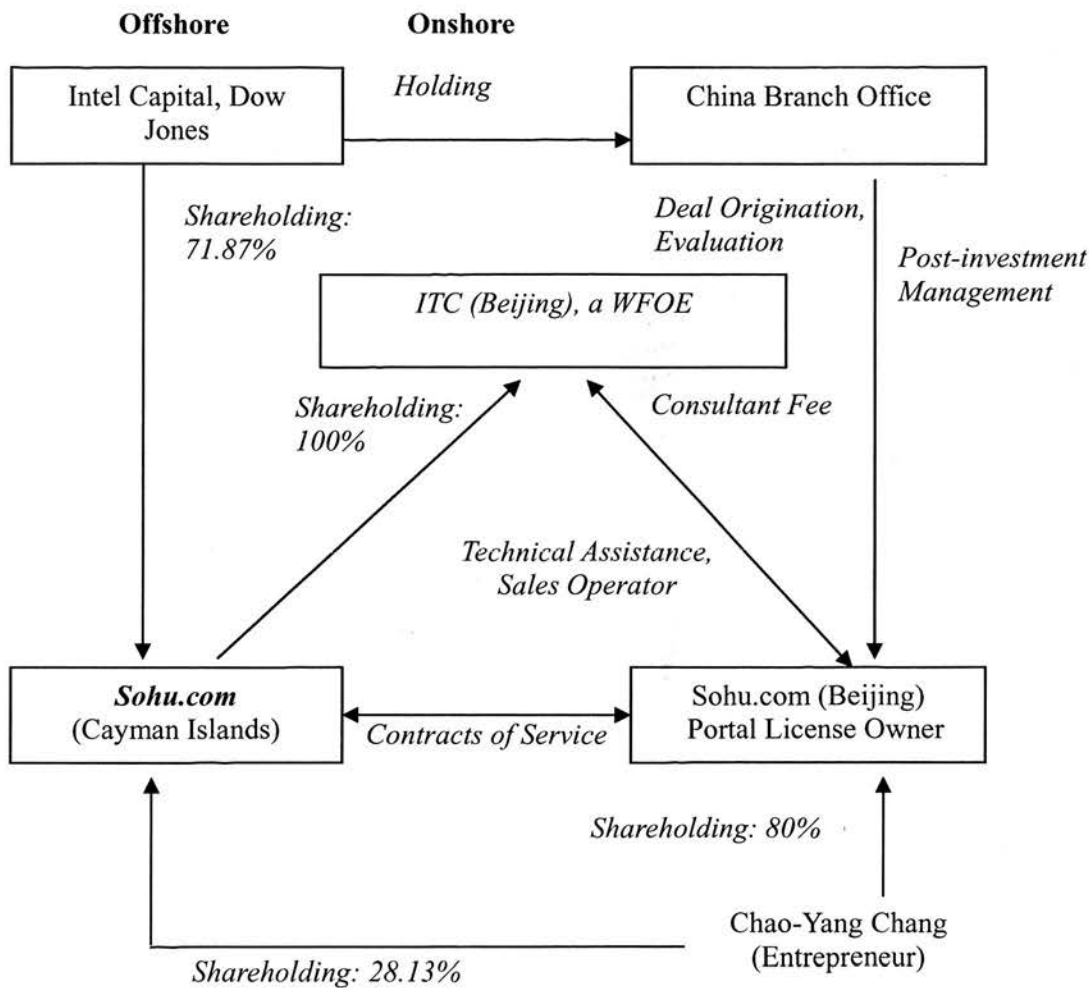 Offshore
Onshore
Intel Capital, Dow
Jones
Holding
China Branch Office
Shareholding:
71.87%
Deal Origination,
Evaluation
Post-investment
Management
ITC (Beijing), a WFOE
Shareholding:
100%
Consultant Fee
Technical Assistance,
Sales Operator
Sohu.com
(Cayman Islands)
Contracts of Service
Sohu.com (Beijing)
Portal License Owner
Shareholding: 80%
Chao-Yang Chang
(Entrepreneur)
Shareholding: 28.13%